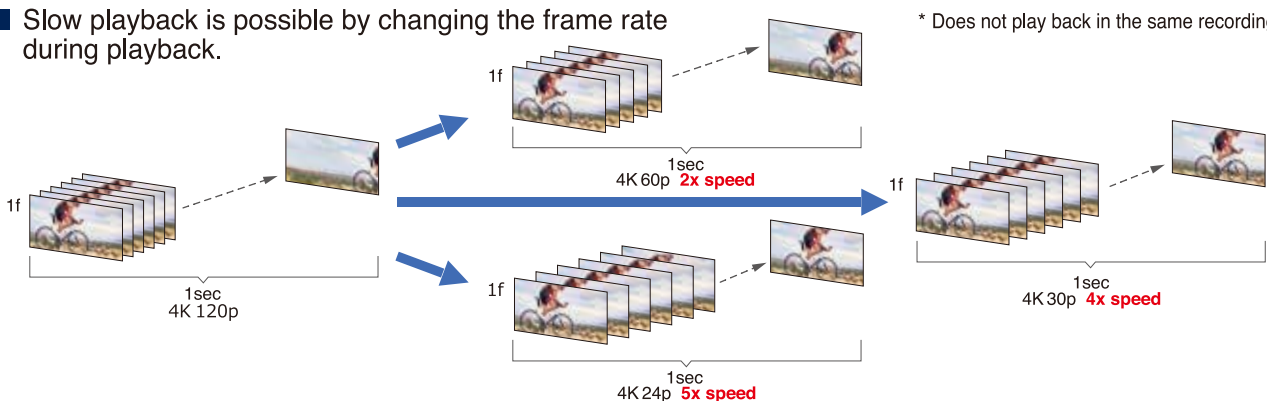 Slow playback is possible by changing the frame rate
during playback.
* Does not play back in the same recording
1f
1sec
4K 120p
1f
1sec
4K 60p 2x speed
1f
1sec
4K 24p 5x speed
1f
1sec
4K 30p 4x speed